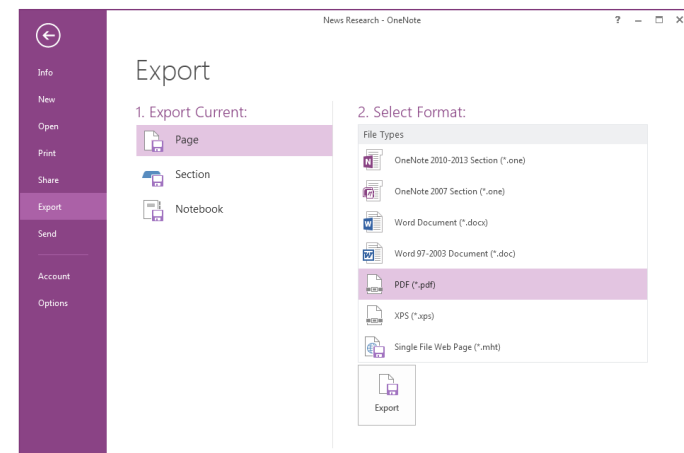 News Research - OneNote
Info
New
Open
Print
Share
Export
Send
Account
Options
Export
1. Export Current:
Page
Section
Notebook
2. Select Format:
File Types
OneNote 2010-2013 Section (*.one)
OneNote 2007 Section (*.one)
Word Document (*.docx)
Word 97-2003 Document (*.doc)
PDF (*.pdf)
XPS (*.xps)
Single File Web Page (*.mht)
Export